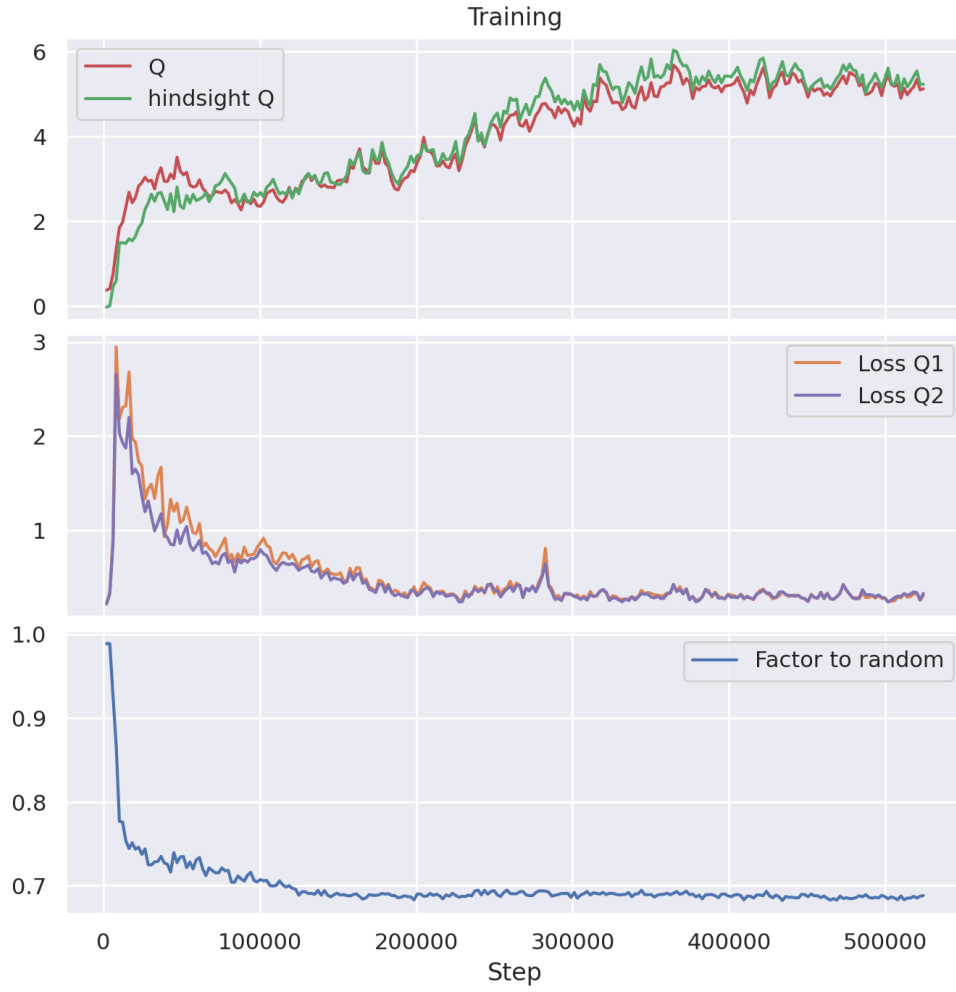 Training
6
4
2
0
Q
hindsight Q
3
2
1
Loss Q1
Loss Q2
1.0
0.9
0.8
0.7
Factor to random
0 100000 200000 300000 400000 500000
Step